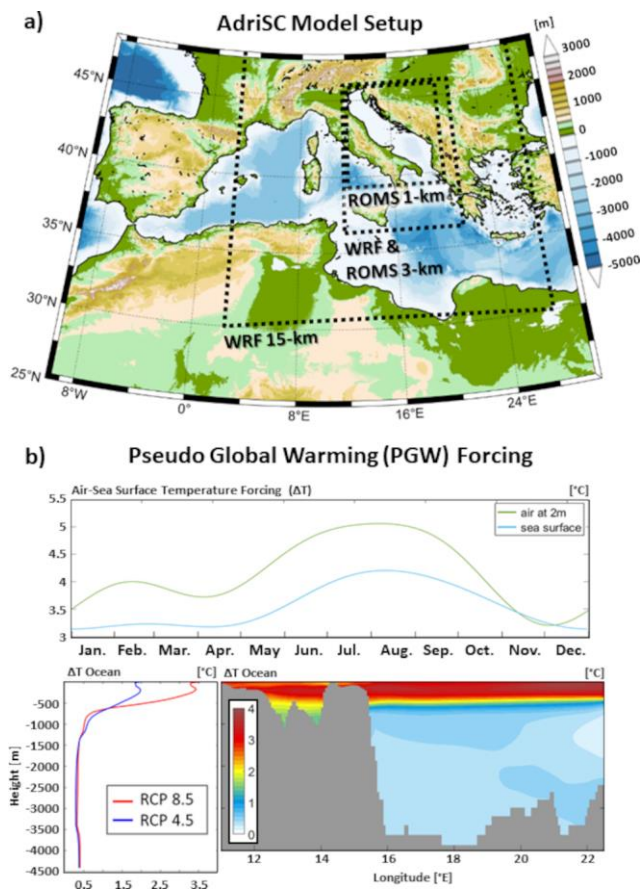 a)
AdriSC Model Setup
[m]
45°N
40°N
35°N
30°N
25°N
8°W
0°
8°E
16°E
24°E
ROMS 1-km
WRF &
ROMS 3-km
WRF 15-km
3000
2000
1000
0
-1000
-2000
-3000
-4000
-5000
b)
Pseudo Global Warming (PGW) Forcing
Air-Sea Surface Temperature Forcing (ΔT)
[°C]
5.5
5
4.5
4
3.5
3
air at 2m
sea surface
Jan. Feb. Mar. Apr. May Jun. Jul. Aug. Sep. Oct. Nov. Dec.
ΔT Ocean
[°C]
Height [m]
-500
-1000
-1500
-2000
-2500
-3000
-3500
-4000
-4500
RCP 8.5
RCP 4.5
0.5 1.5 2.5 3.5
ΔT Ocean
[°C]
4
3
2
1
0
12 14 16 18 20 22
Longitude [°E]